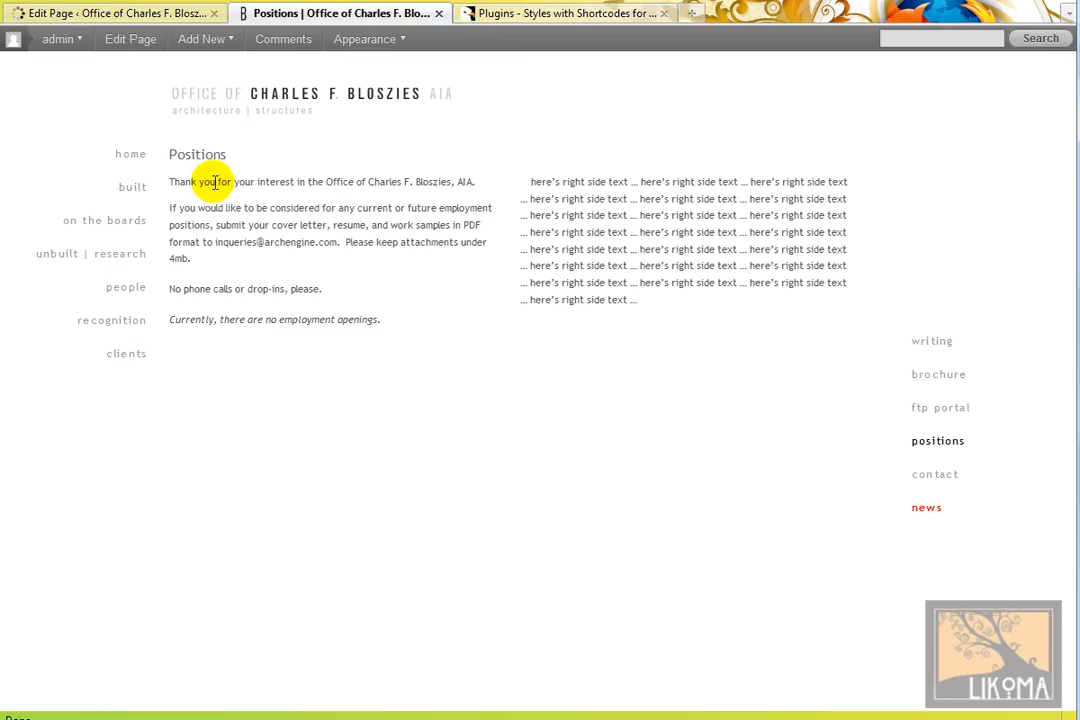 Edit Page ‹ Office of Charles F. Blosz...
Positions | Office of Charles F. Blo...
Plugins - Styles with Shortcodes for ...
admin Edit Page Add New Comments Appearance Search
OFFICE OF CHARLES F. BLOSZIES AIA
architecture | structures
home
built
on the boards
unbuilt | research
people
recognition
clients
Positions
Thank you for your interest in the Office of Charles F. Bloszies, AIA.
If you would like to be considered for any current or future employment
positions, submit your cover letter, resume, and work samples in PDF
format to inqueries@archengine.com. Please keep attachments under
4mb.
No phone calls or drop-ins, please.
Currently, there are no employment openings.
here's right side text ... here's right side text ... here's right side text
... here's right side text ... here's right side text ... here's right side text
... here's right side text ... here's right side text ... here's right side text
... here's right side text ... here's right side text ... here's right side text
... here's right side text ... here's right side text ... here's right side text
... here's right side text ... here's right side text ... here's right side text
... here's right side text ... here's right side text ... here's right side text
... here's right side text ...
writing
brochure
ftp portal
positions
contact
news
LIKOMA